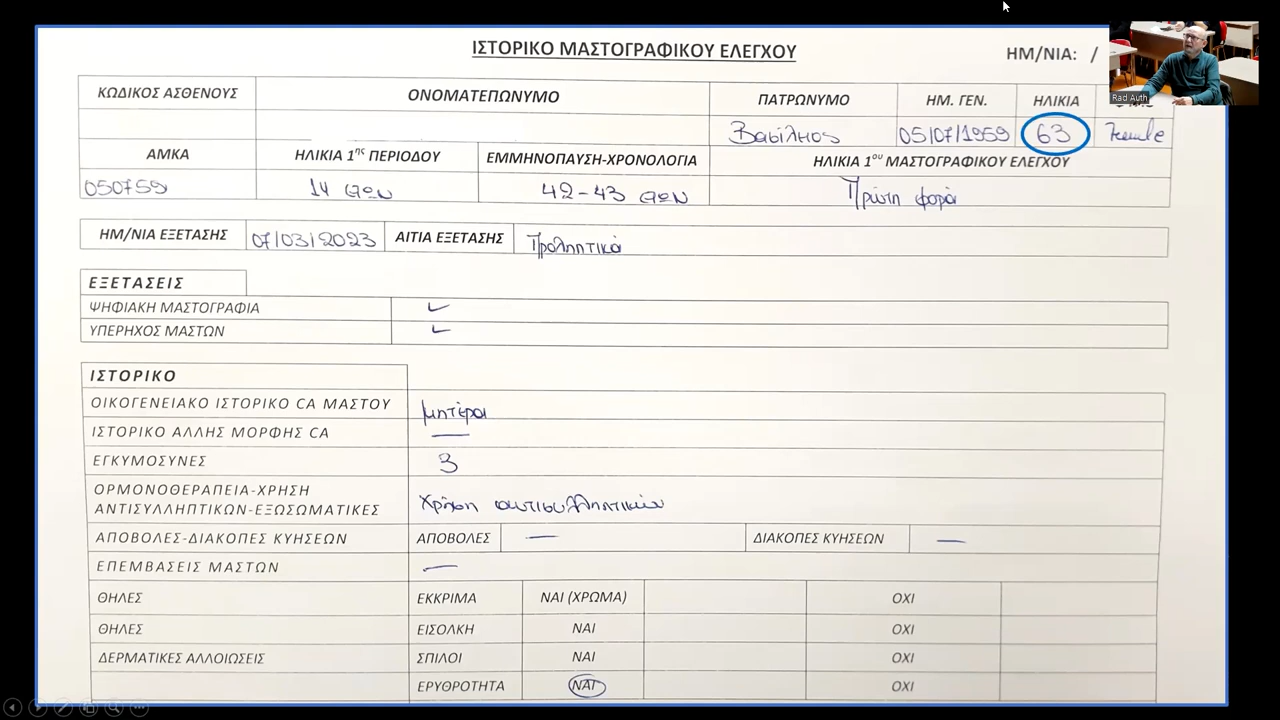 ΙΣΤΟΡΙΚΟ ΜΑΣΤΟΓΡΑΦΙΚΟΥ ΕΛΕΓΧΟΥ
ΗΜ/ΝΙΑ: /
Rad Auth
ΚΩΔΙΚΟΣ ΑΣΘΕΝΟΥΣ ΟΝΟΜΑΤΕΠΩΝΥΜΟ ΠΑΤΡΩΝΥΜΟ ΗΜ. ΓΕΝ. ΗΛΙΚΙΑ
Βασίλειος 05/07/1959 63 Female
ΑΜΚΑ ΗΛΙΚΙΑ 1ης ΠΕΡΙΟΔΟΥ ΕΜΜΗΝΟΠΑΥΣΗ-ΧΡΟΝΟΛΟΓΙΑ ΗΛΙΚΙΑ 1ου ΜΑΣΤΟΓΡΑΦΙΚΟΥ ΕΛΕΓΧΟΥ
050759 14 ετών 42-43 ετών Πρώτη φορά
ΗΜ/ΝΙΑ ΕΞΕΤΑΣΗΣ 07/03/2023 ΑΙΤΙΑ ΕΞΕΤΑΣΗΣ Προληπτικά
ΕΞΕΤΑΣΕΙΣ
ΨΗΦΙΑΚΗ ΜΑΣΤΟΓΡΑΦΙΑ ✓
ΥΠΕΡΗΧΟΣ ΜΑΣΤΩΝ ✓
ΙΣΤΟΡΙΚΟ
ΟΙΚΟΓΕΝΕΙΑΚΟ ΙΣΤΟΡΙΚΟ CA ΜΑΣΤΟΥ μητέρα
ΙΣΤΟΡΙΚΟ ΑΛΛΗΣ ΜΟΡΦΗΣ CA —
ΕΓΚΥΜΟΣΥΝΕΣ 3
ΟΡΜΟΝΟΘΕΡΑΠΕΙΑ-ΧΡΗΣΗ
ΑΝΤΙΣΥΛΛΗΠΤΙΚΩΝ-ΕΞΩΣΩΜΑΤΙΚΕΣ Χρήση αντισυλληπτικών
ΑΠΟΒΟΛΕΣ-ΔΙΑΚΟΠΕΣ ΚΥΗΣΕΩΝ ΑΠΟΒΟΛΕΣ — ΔΙΑΚΟΠΕΣ ΚΥΗΣΕΩΝ —
ΕΠΕΜΒΑΣΕΙΣ ΜΑΣΤΩΝ —
ΘΗΛΕΣ ΕΚΚΡΙΜΑ ΝΑΙ (ΧΡΩΜΑ) ΟΧΙ
ΘΗΛΕΣ ΕΙΣΟΛΚΗ ΝΑΙ ΟΧΙ
ΔΕΡΜΑΤΙΚΕΣ ΑΛΛΟΙΩΣΕΙΣ ΣΠΙΛΟΙ ΝΑΙ ΟΧΙ
ΕΡΥΘΡΟΤΗΤΑ ΝΑΙ ΟΧΙ